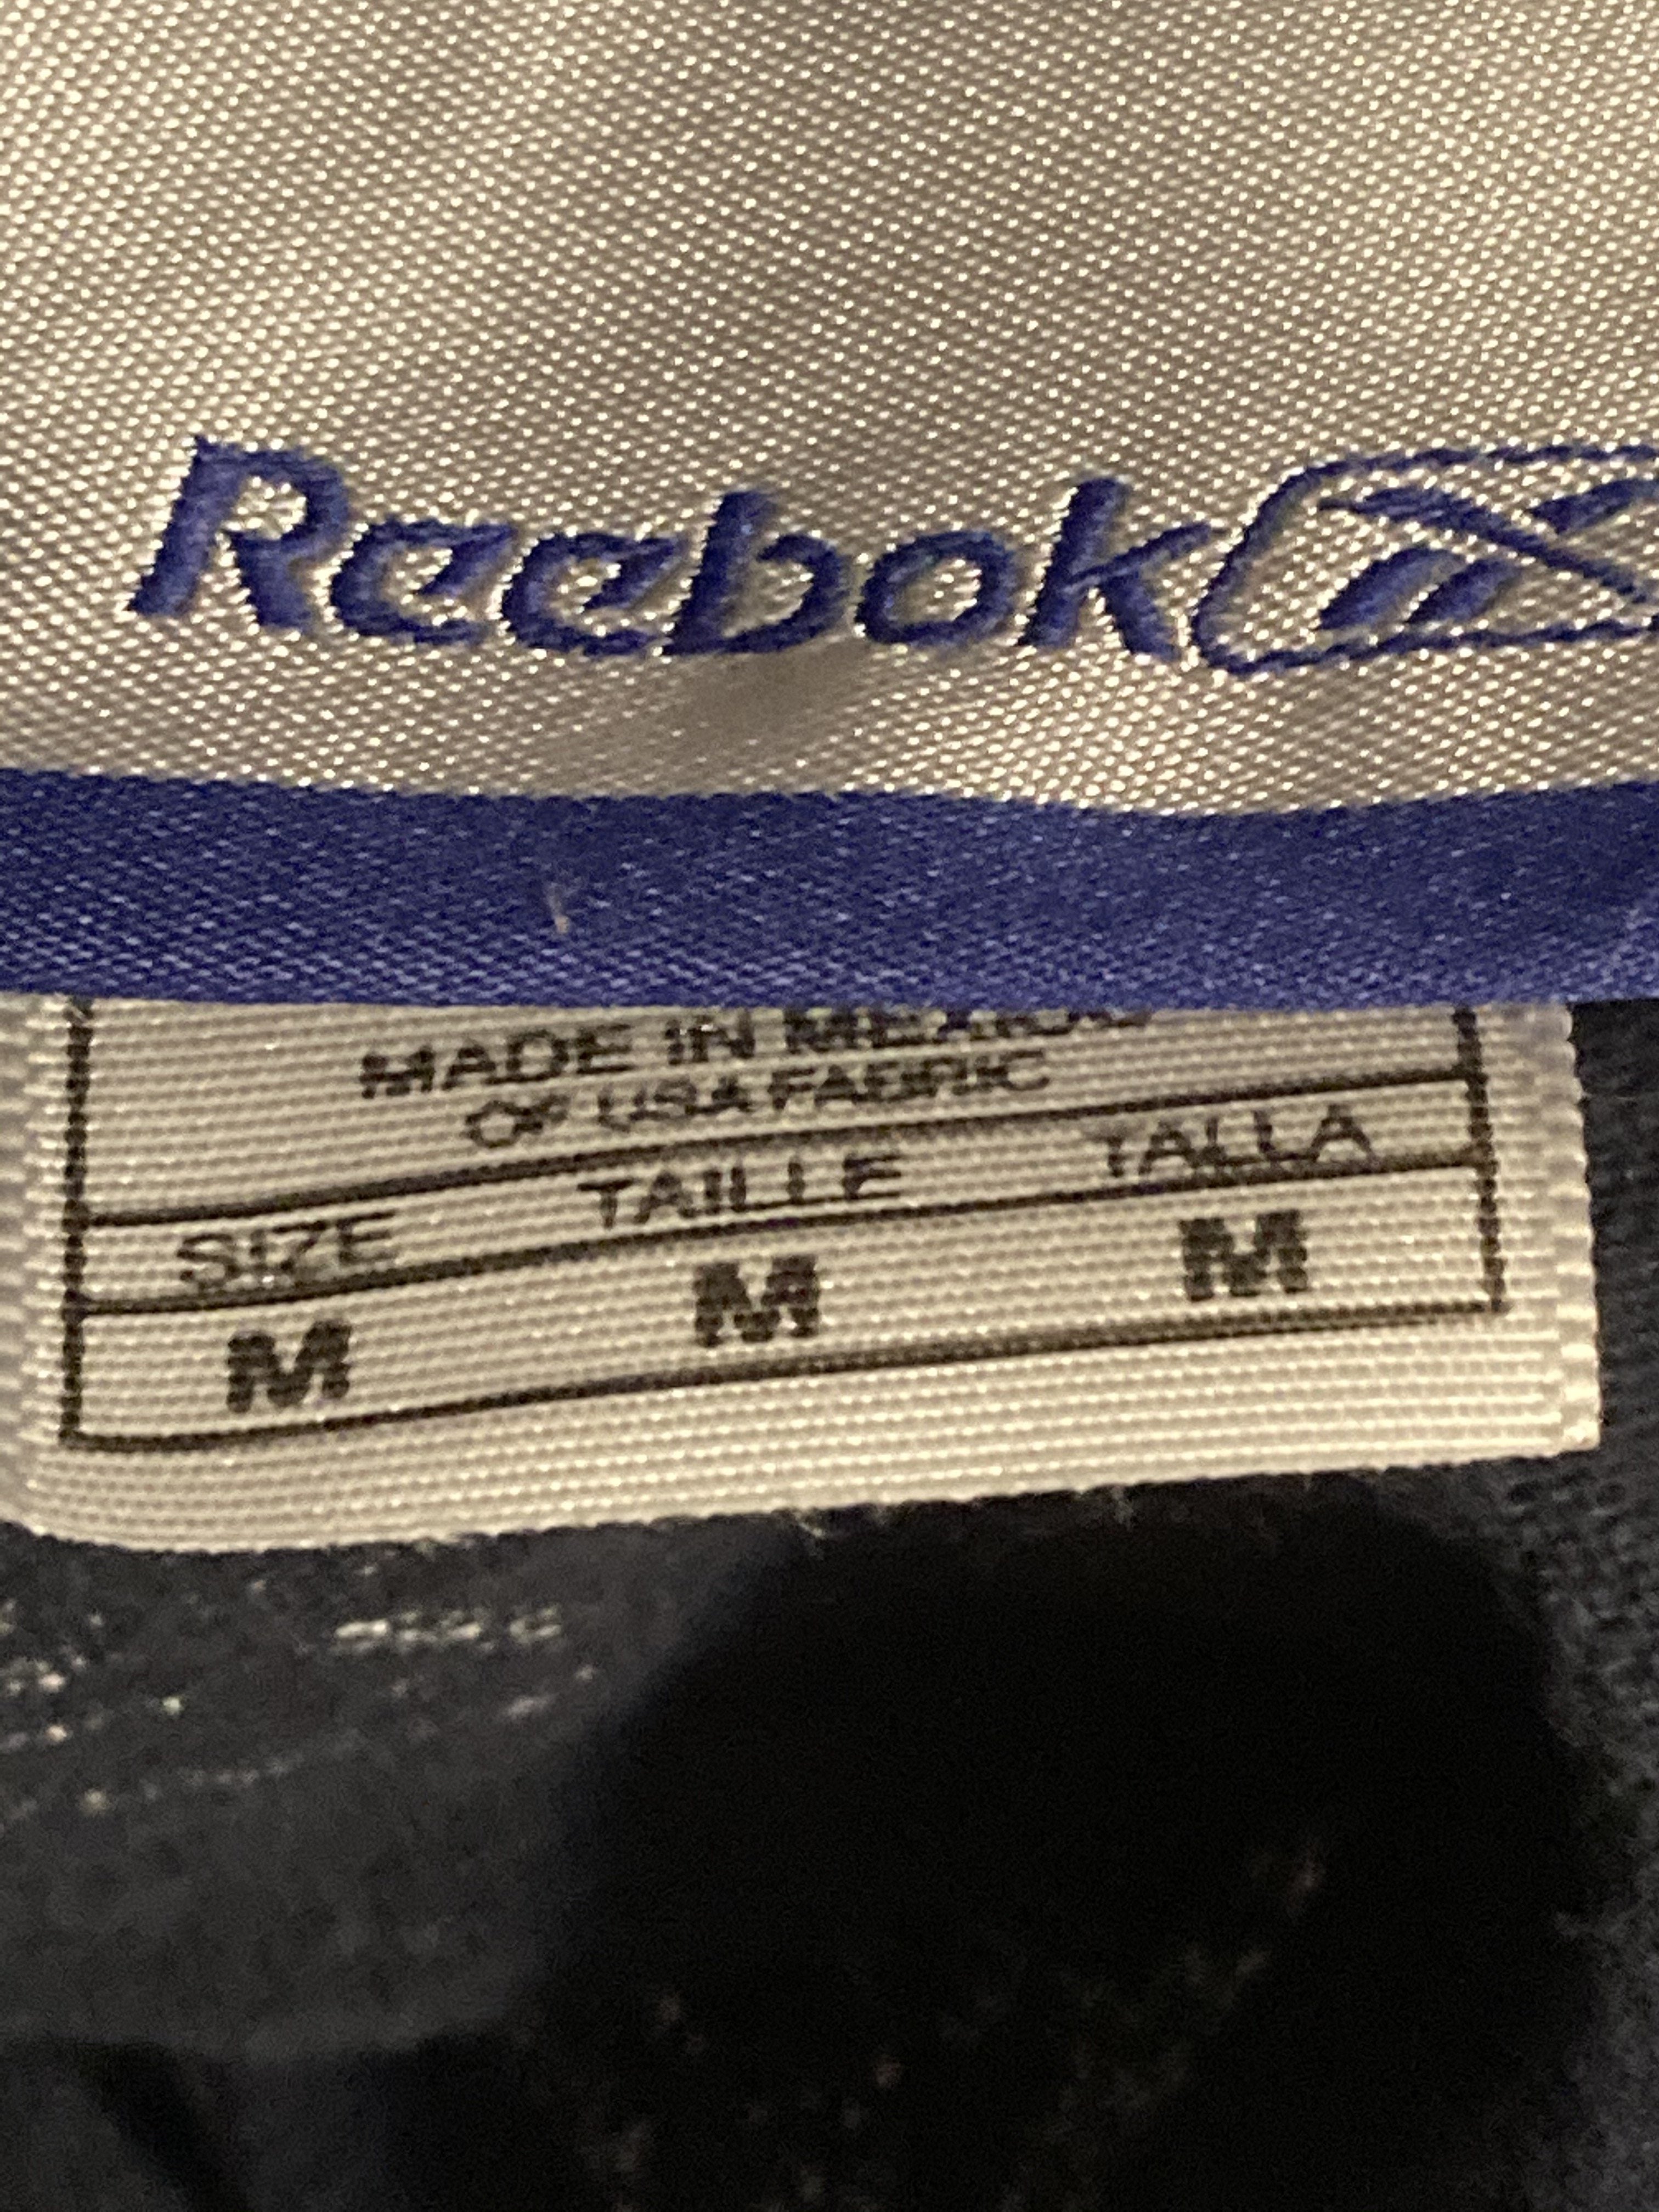 Reebok
MADE IN MEXICO
OF USA FABRIC
SIZE TAILLE TALLA
M M M